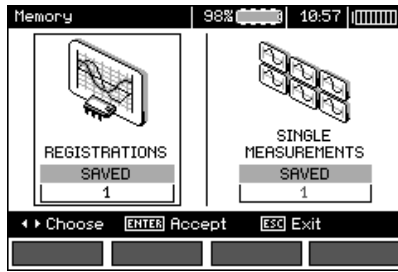 Memory 98% 10:57
REGISTRATIONS
SAVED
1
SINGLE
MEASUREMENTS
SAVED
1
Choose ENTER Accept ESC Exit